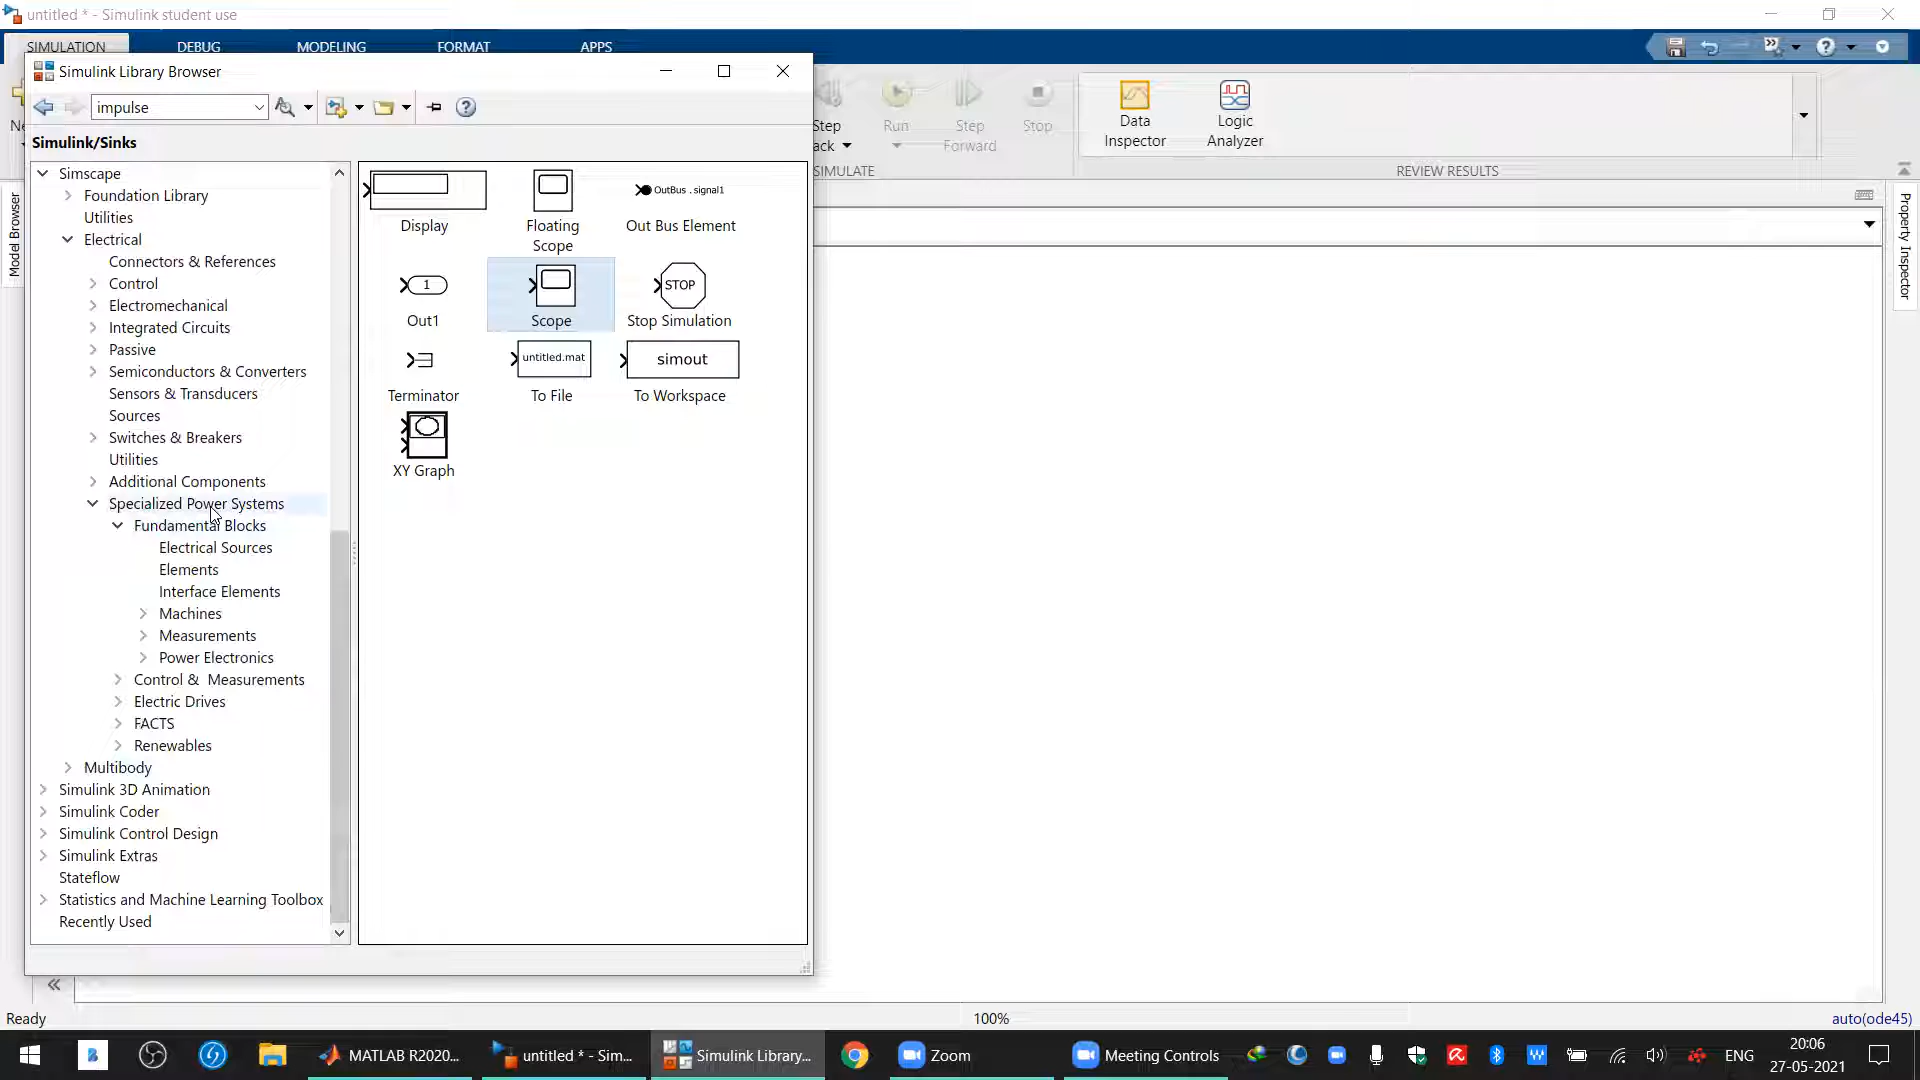 untitled * - Simulink student use
SIMULATION DEBUG MODELING FORMAT APPS
Simulink Library Browser
impulse
Simulink/Sinks
Simscape
Foundation Library
Utilities
Electrical
Connectors & References
Control
Electromechanical
Integrated Circuits
Passive
Semiconductors & Converters
Sensors & Transducers
Sources
Switches & Breakers
Utilities
Additional Components
Specialized Power Systems
Fundamental Blocks
Electrical Sources
Elements
Interface Elements
Machines
Measurements
Power Electronics
Control & Measurements
Electric Drives
FACTS
Renewables
Multibody
Simulink 3D Animation
Simulink Coder
Simulink Control Design
Simulink Extras
Stateflow
Statistics and Machine Learning Toolbox
Recently Used
Display
Floating
Scope
OutBus . signal1
Out Bus Element
1
Out1
Scope
STOP
Stop Simulation
Terminator
untitled.mat
To File
simout
To Workspace
XY Graph
Ne
Step
ack
Run
Step
Forward
Stop
Data
Inspector
Logic
Analyzer
IMULATE
REVIEW RESULTS
Model Browser
Property Inspector
Ready
100%
auto(ode45)
B
MATLAB R2020...
untitled * - Sim...
Simulink Library...
Zoom
Meeting Controls
W
ENG
20:06
27-05-2021